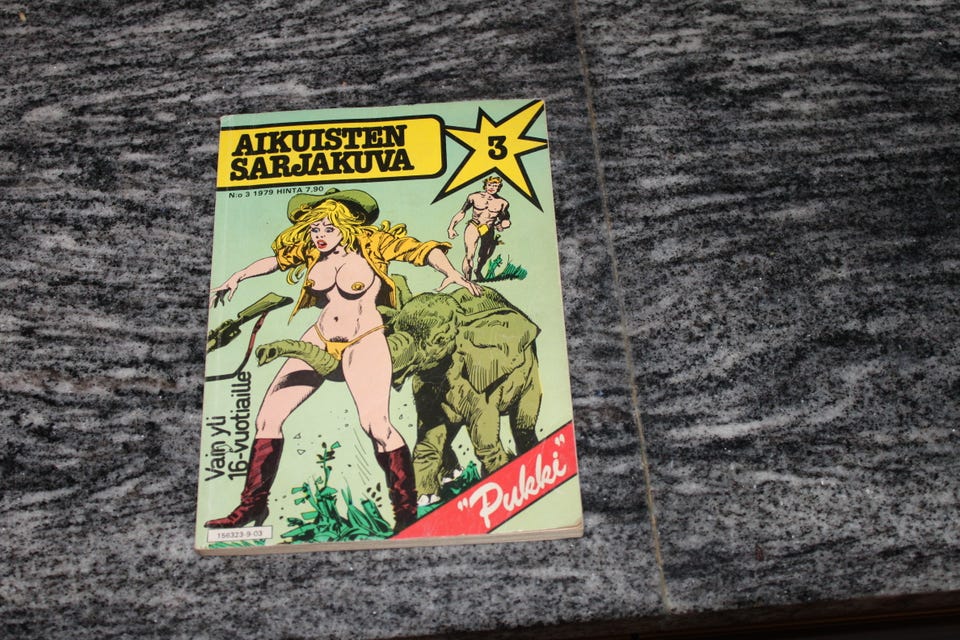 AIKUISTEN
SARJAKUVA
3
N:o 3 1979 HINTA 7,90
Vain yli
16-vuotiaille
"Pukki"
156323-9-03